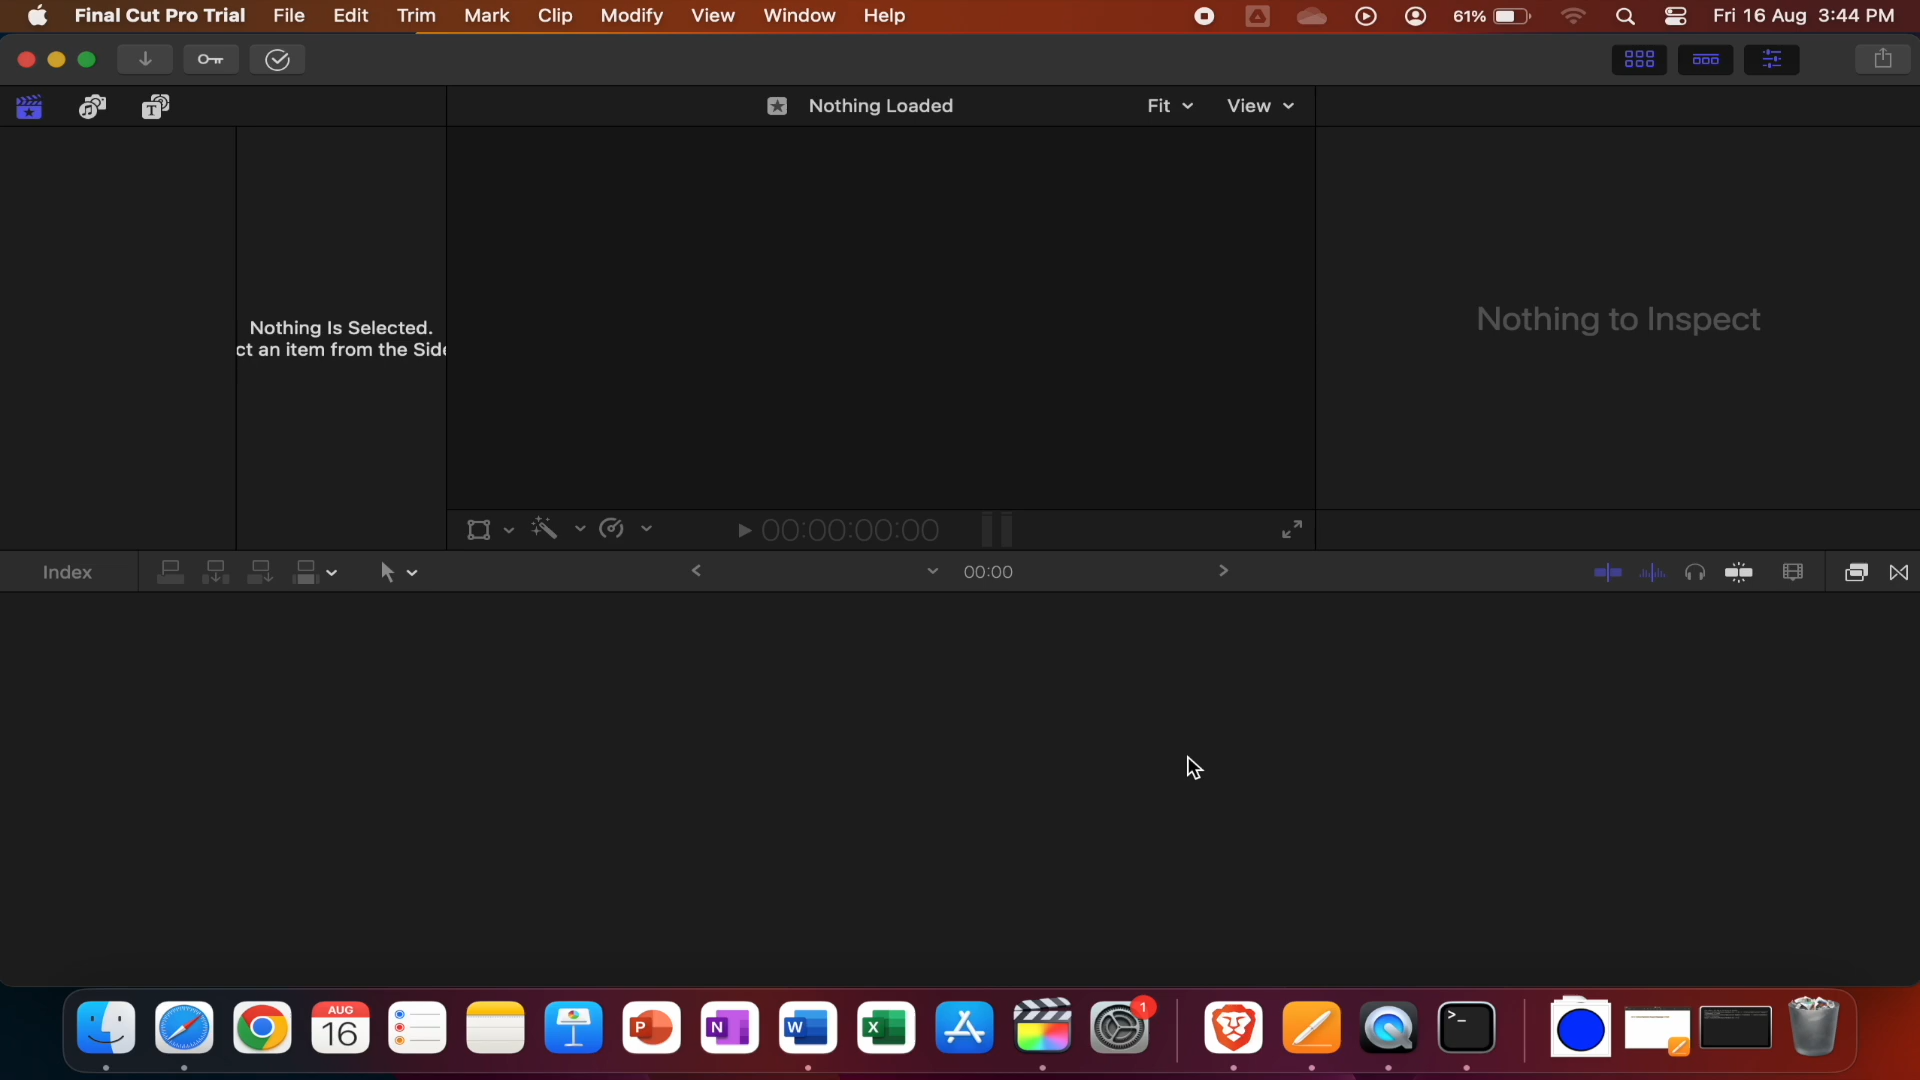 Final Cut Pro Trial File Edit Trim Mark Clip Modify View Window Help 61% Fri 16 Aug 3:44 PM
Nothing Loaded Fit View
T
Nothing Is Selected.
ct an item from the Side
Nothing to Inspect
00:00:00:00
Index 00:00
AUG
16
P
N
W
X
1
>_